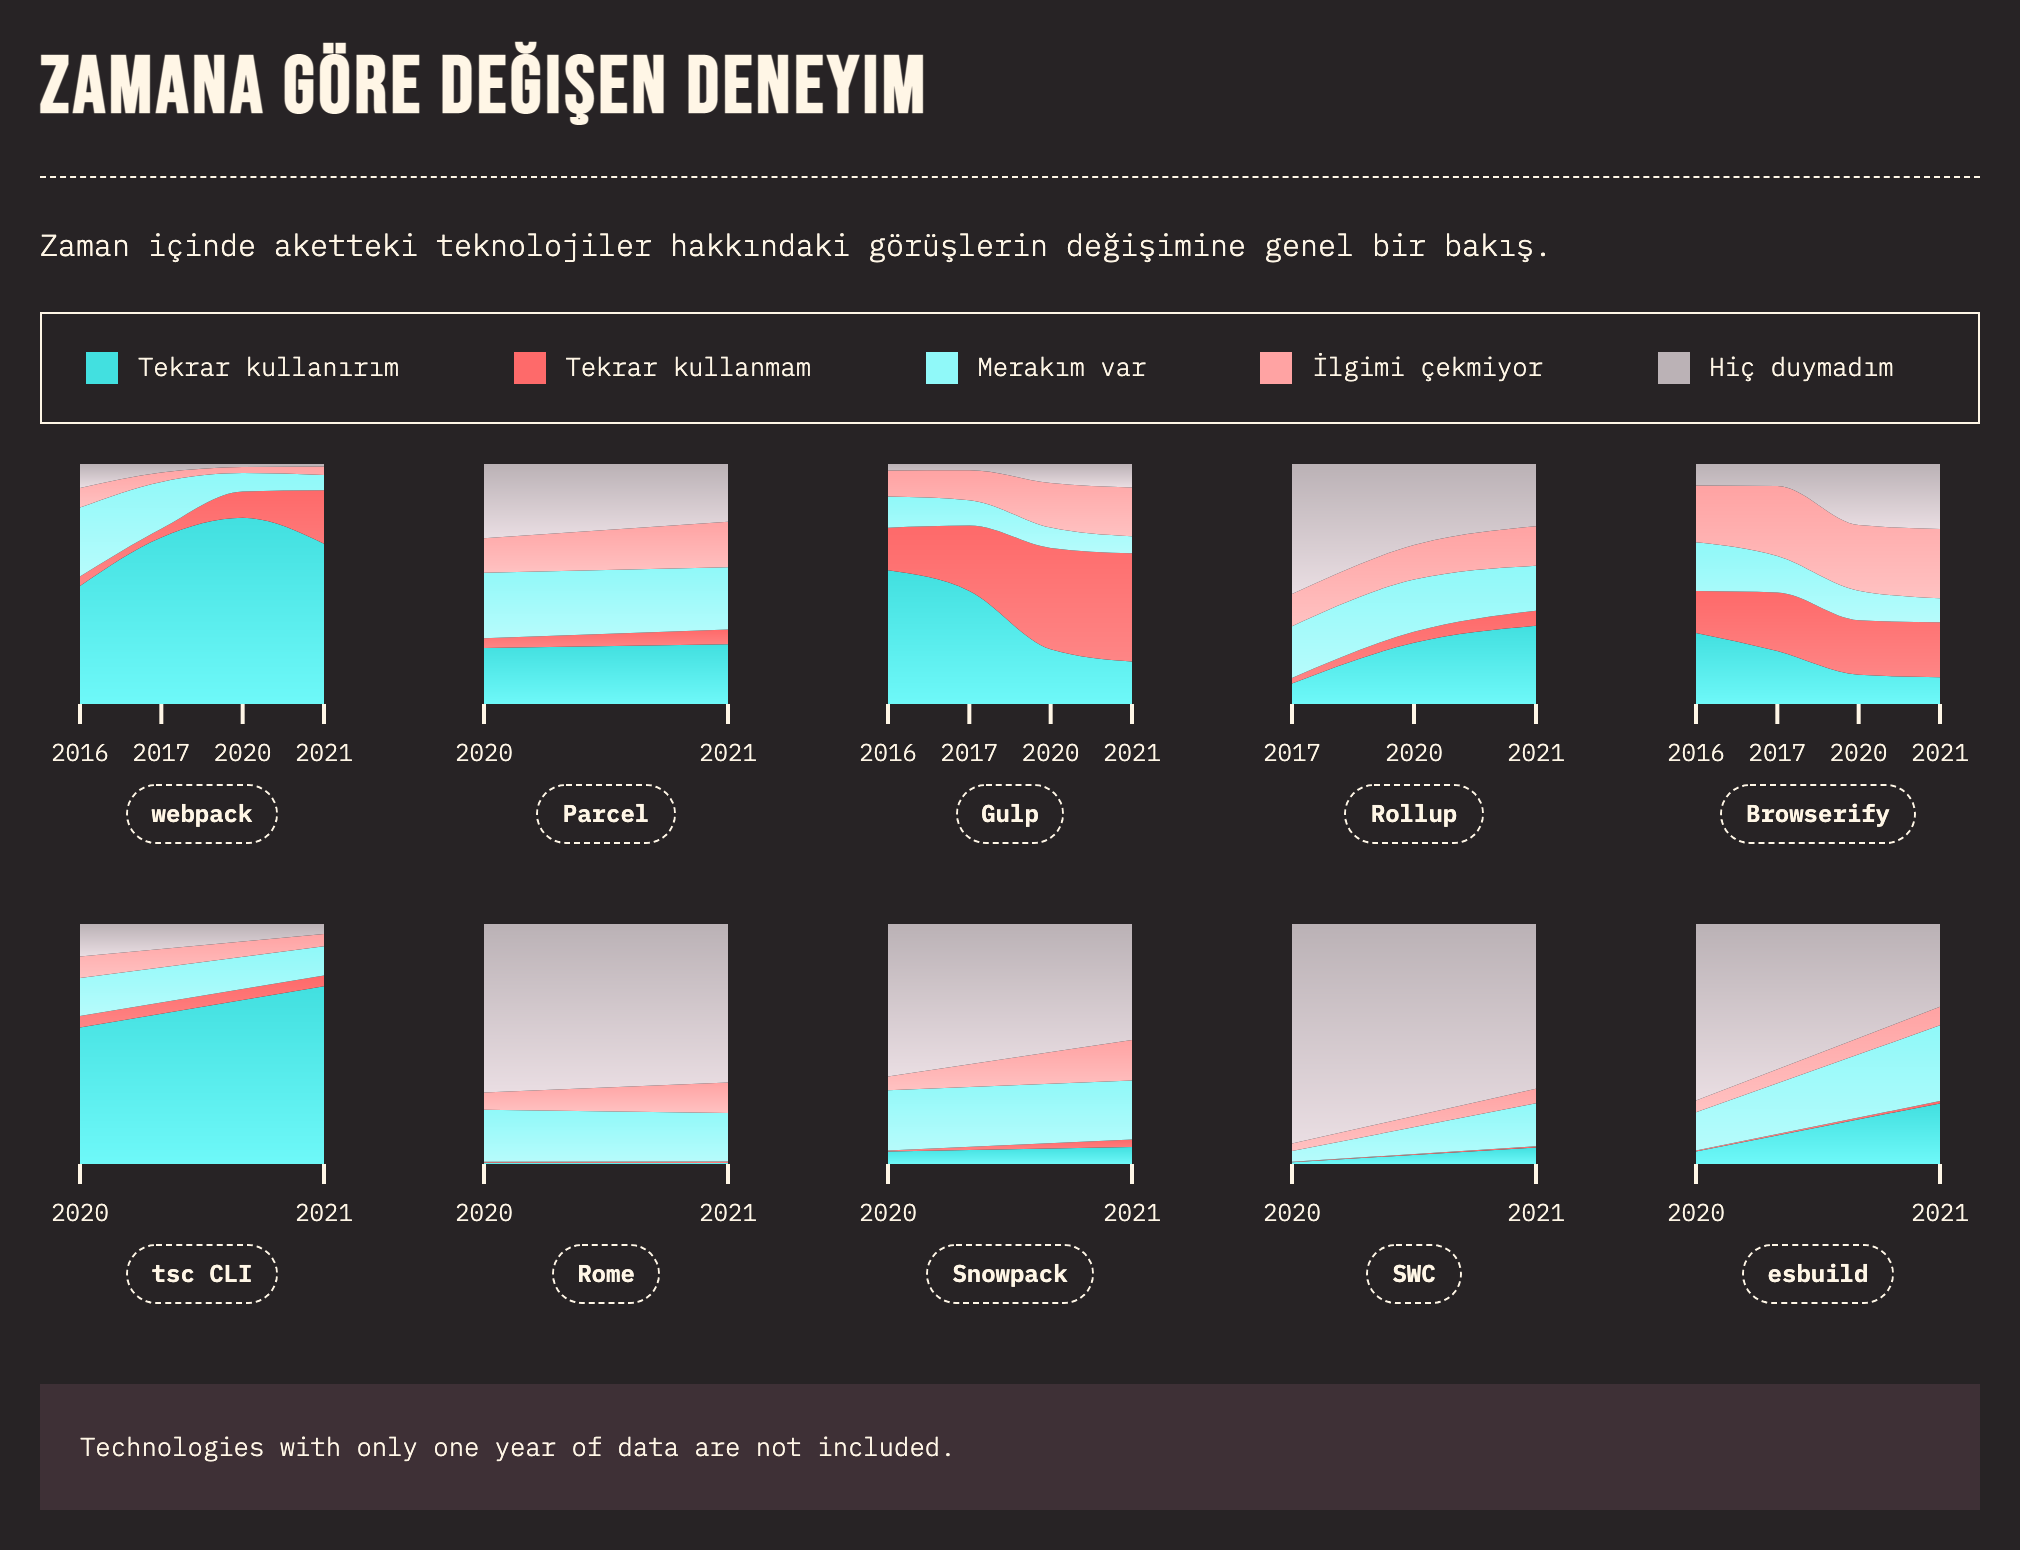 ZAMANA GÖRE DEĞIŞEN DENEYIM
Zaman içinde aketteki teknolojiler hakkındaki görüşlerin değişimine genel bir bakış.
Tekrar kullanırım Tekrar kullanmam Merakım var İlgimi çekmiyor Hiç duymadım
2016 2017 2020 2021 2020 2021 2016 2017 2020 2021 2017 2020 2021 2016 2017 2020 2021
webpack Parcel Gulp Rollup Browserify
2020 2021 2020 2021 2020 2021 2020 2021 2020 2021
tsc CLI Rome Snowpack SWC esbuild
Technologies with only one year of data are not included.